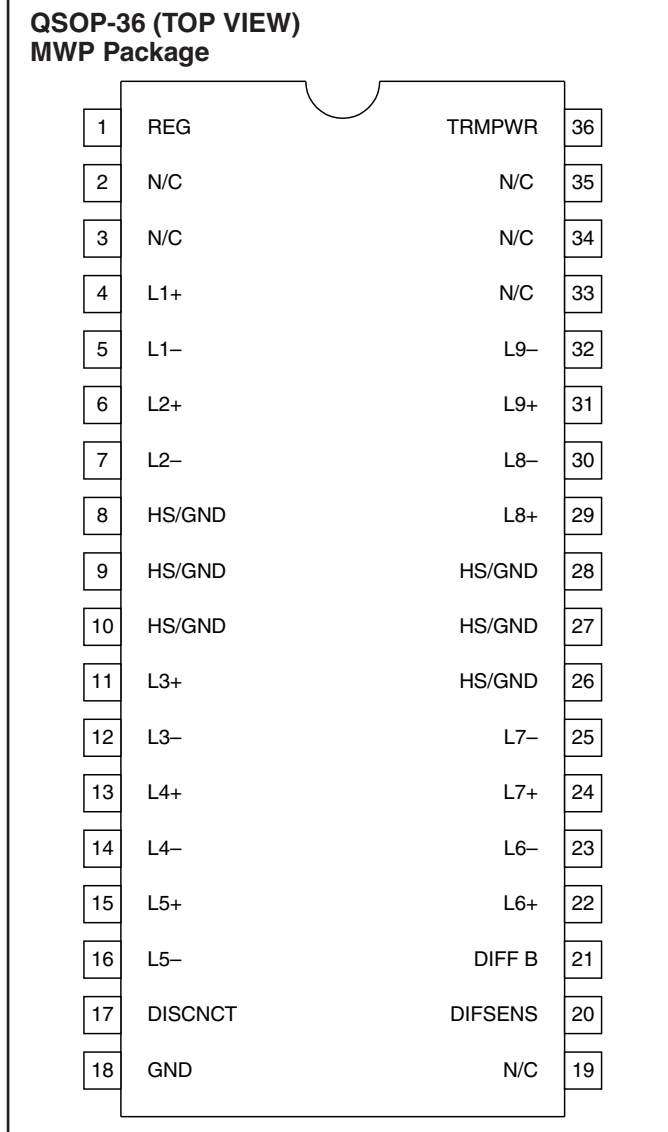 QSOP-36 (TOP VIEW)
MWP Package
1 REG TRMPWR 36
2 N/C N/C 35
3 N/C N/C 34
4 L1+ N/C 33
5 L1– L9– 32
6 L2+ L9+ 31
7 L2– L8– 30
8 HS/GND L8+ 29
9 HS/GND HS/GND 28
10 HS/GND HS/GND 27
11 L3+ HS/GND 26
12 L3– L7– 25
13 L4+ L7+ 24
14 L4– L6– 23
15 L5+ L6+ 22
16 L5– DIFF B 21
17 DISCNCT DIFSENS 20
18 GND N/C 19